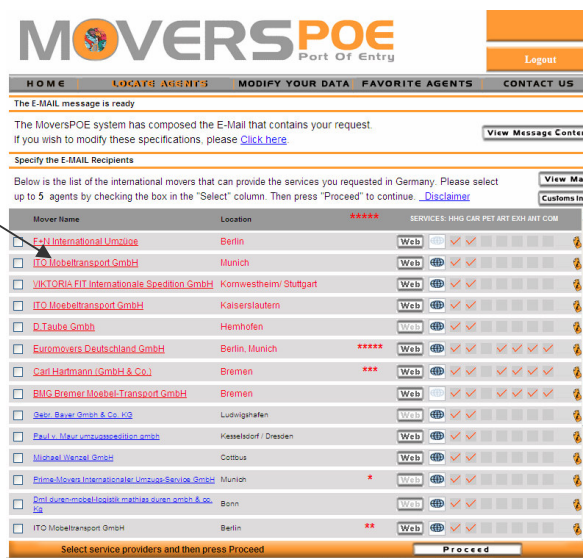 MOVERSPOE
Port Of Entry
Logout
HOME LOCATE AGENTS MODIFY YOUR DATA FAVORITE AGENTS CONTACT US
The E-MAIL message is ready
The MoversPOE system has composed the E-Mail that contains your request.
If you wish to modify these specifications, please Click here.
View Message Conte
Specify the E-MAIL Recipients
Below is the list of the international movers that can provide the services you requested in Germany. Please select
up to 5 agents by checking the box in the "Select" column. Then press "Proceed" to continue. Disclaimer
View Ma
Customs In
Mover Name Location ***** SERVICES: HHG CAR PET ART EXH ANT COM
F+N International Umzüge Berlin Web
ITO Mobeltransport GmbH Munich Web
VIKTORIA FIT Internationale Spedition GmbH Kornwestheim/ Stuttgart Web
ITO Moebeltransport GmbH Kaiserslautern Web
D.Taube Gmbh Hemhofen Web
Euromovers Deutschland GmbH Berlin, Munich ***** Web
Carl Hartmann (GmbH & Co.) Bremen *** Web
BMG Bremer Moebel-Transport GmbH Bremen Web
Gebr. Bayer Gmbh & Co. KG Ludwigshafen Web
Paul v. Maur umzugsspedition gmbh Kesselsdorf / Dresden Web
Michael Wenzel GmbH Cottbus Web
Prime-Movers Internationaler Umzugs-Service GmbH Munich * Web
Dml duren-mobel-logistik mathias duren gmbh & co. Kg Bonn Web
ITO Mobeltransport GmbH Berlin ** Web
Select service providers and then press Proceed Proceed